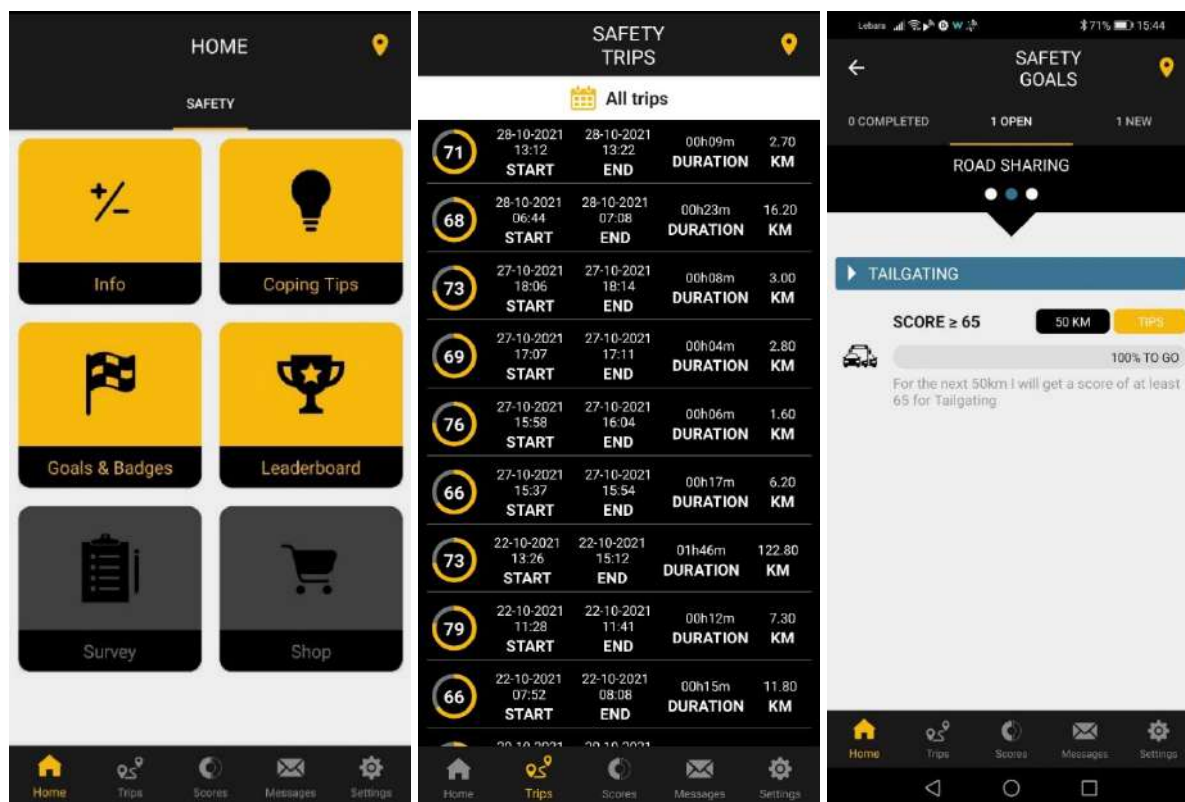 HOME
SAFETY
+/-
Info
Coping Tips
Goals & Badges
Leaderboard
Survey
Shop
Home
Trips
Scores
Messages
Settings
SAFETY
TRIPS
All trips
71
28-10-2021
13:12
START
28-10-2021
13:22
END
00h09m
DURATION
2.70
KM
68
28-10-2021
06:44
START
28-10-2021
07:08
END
00h23m
DURATION
16.20
KM
73
27-10-2021
18:06
START
27-10-2021
18:14
END
00h08m
DURATION
3.00
KM
69
27-10-2021
17:07
START
27-10-2021
17:11
END
00h04m
DURATION
2.80
KM
76
27-10-2021
15:58
START
27-10-2021
16:04
END
00h06m
DURATION
1.60
KM
66
27-10-2021
15:37
START
27-10-2021
15:54
END
00h17m
DURATION
6.20
KM
73
22-10-2021
13:26
START
22-10-2021
15:12
END
01h46m
DURATION
122.80
KM
79
22-10-2021
11:28
START
22-10-2021
11:41
END
00h12m
DURATION
7.30
KM
66
22-10-2021
07:52
START
22-10-2021
08:08
END
00h15m
DURATION
11.80
KM
Home
Trips
Scores
Messages
Settings
Lebara
71%
15:44
SAFETY
GOALS
0 COMPLETED
1 OPEN
1 NEW
ROAD SHARING
TAILGATING
SCORE ≥ 65
50 KM
TIPS
100% TO GO
For the next 50km I will get a score of at least
65 for Tailgating
Home
Trips
Scores
Messages
Settings